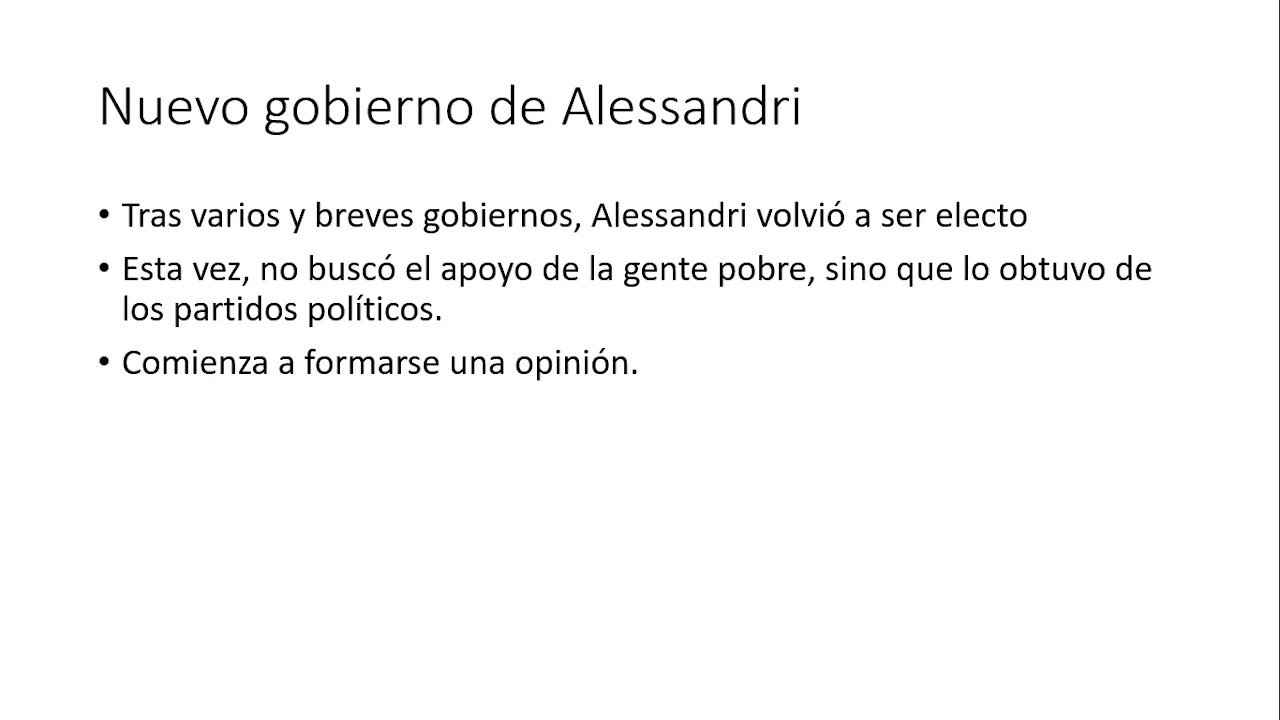 Nuevo gobierno de Alessandri
• Tras varios y breves gobiernos, Alessandri volvió a ser electo
• Esta vez, no buscó el apoyo de la gente pobre, sino que lo obtuvo de
los partidos políticos.
• Comienza a formarse una opinión.